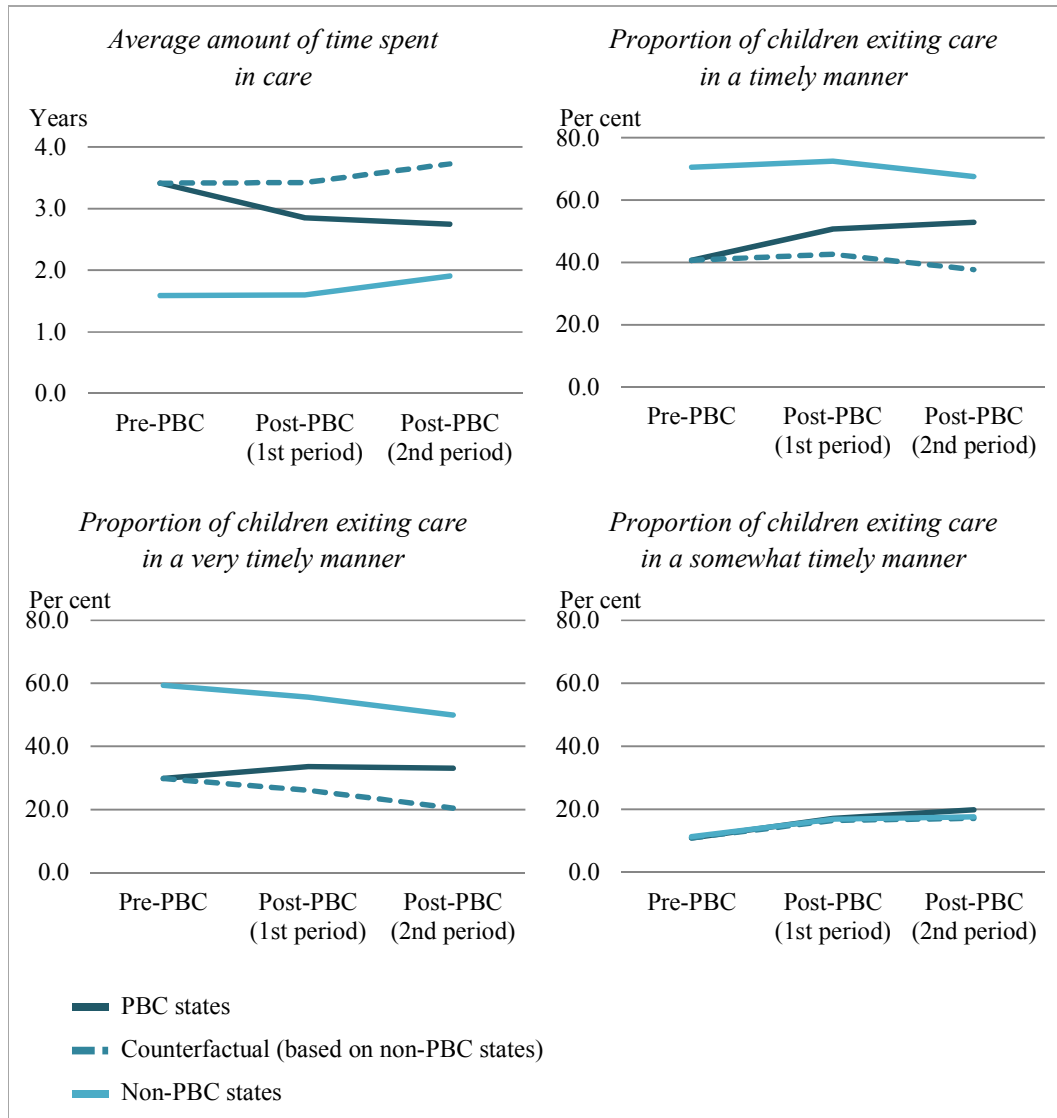 Average amount of time spent
in care
Years
4.0
3.0
2.0
1.0
0.0
Pre-PBC
Post-PBC
(1st period)
Post-PBC
(2nd period)
Proportion of children exiting care
in a timely manner
Per cent
80.0
60.0
40.0
20.0
0.0
Pre-PBC
Post-PBC
(1st period)
Post-PBC
(2nd period)
Proportion of children exiting care
in a very timely manner
Per cent
80.0
60.0
40.0
20.0
0.0
Pre-PBC
Post-PBC
(1st period)
Post-PBC
(2nd period)
Proportion of children exiting care
in a somewhat timely manner
Per cent
80.0
60.0
40.0
20.0
0.0
Pre-PBC
Post-PBC
(1st period)
Post-PBC
(2nd period)
PBC states
Counterfactual (based on non-PBC states)
Non-PBC states